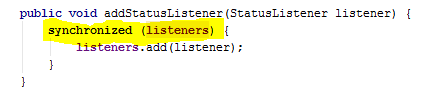 public void addStatusListener(StatusListener listener) {
synchronized (listeners) {
listeners.add(listener);
}
}